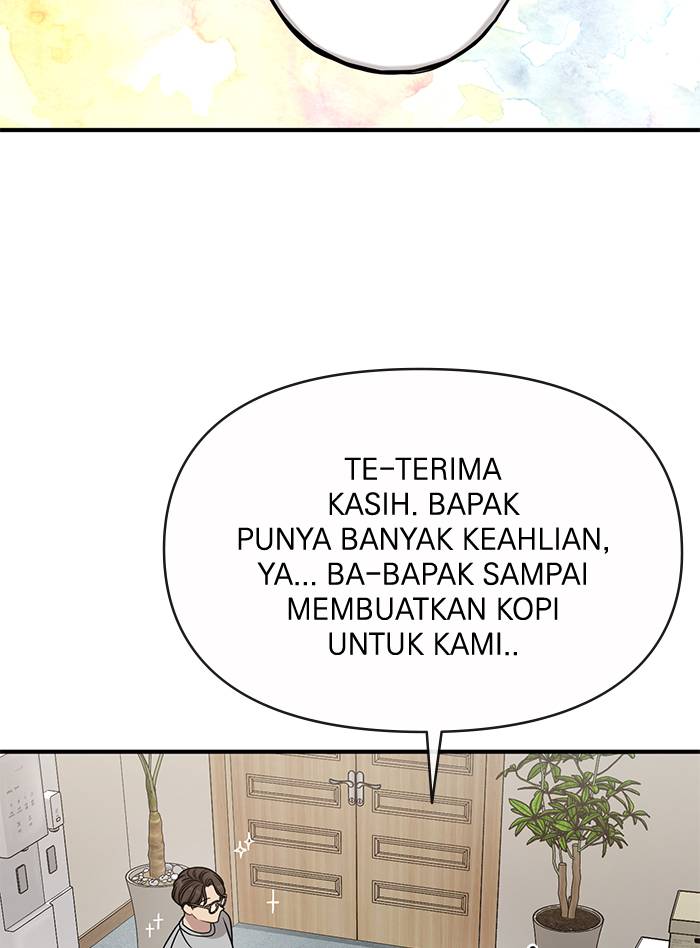 TE-TERIMA
KASIH. BAPAK
PUNYA BANYAK KEAHLIAN,
YA... BA-BAPAK SAMPAI
MEMBUATKAN KOPI
UNTUK KAMI..